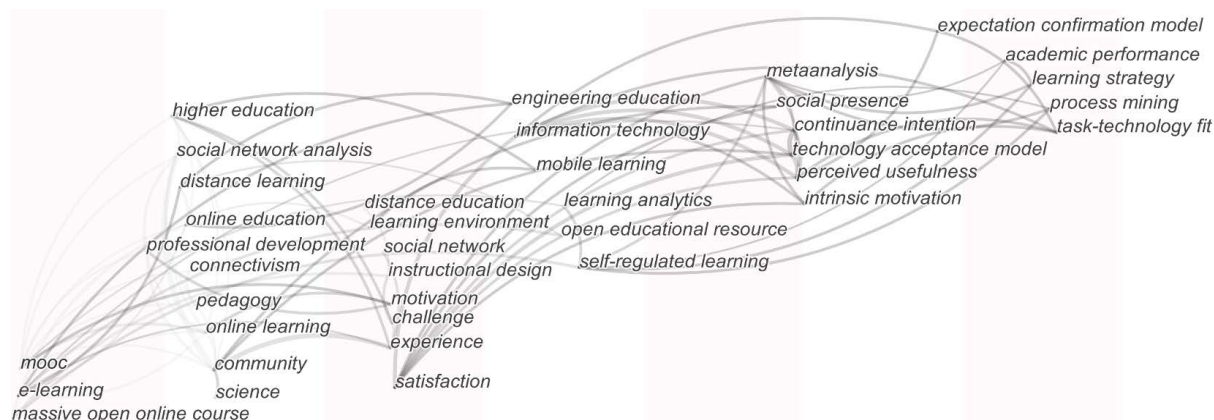 expectation confirmation model
academic performance
metaanalysis
learning strategy
engineering education
social presence
process mining
higher education
information technology
continuance intention
task-technology fit
social network analysis
technology acceptance model
mobile learning
perceived usefulness
distance learning
distance education
learning analytics
intrinsic motivation
online education
learning environment
open educational resource
professional development
social network
connectivism
instructional design
self-regulated learning
pedagogy
motivation
challenge
online learning
experience
mooc
community
satisfaction
e-learning
science
massive open online course